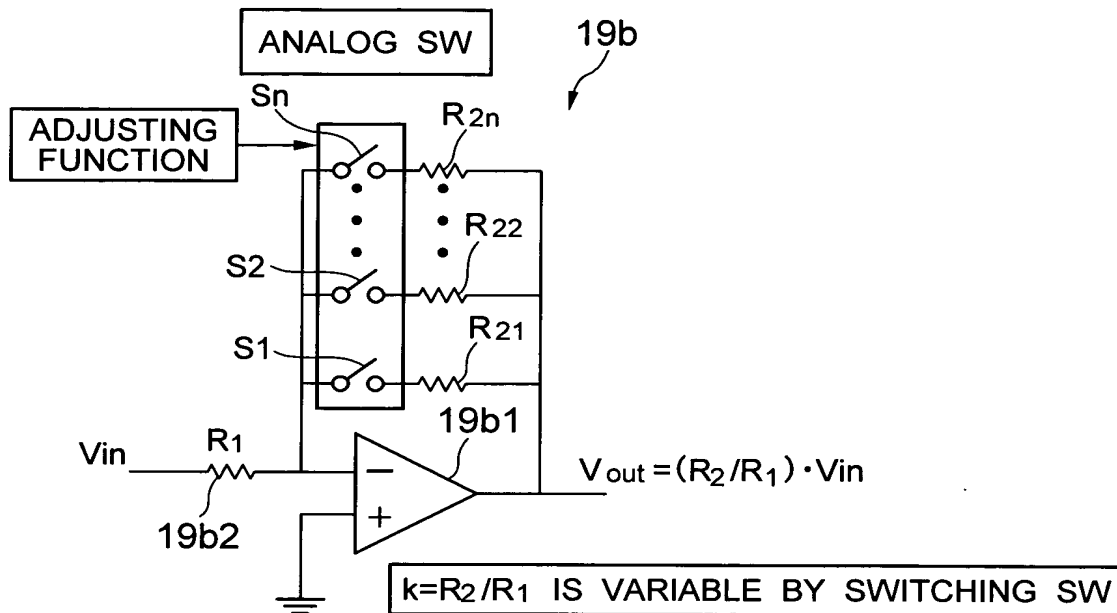 ANALOG SW
19b
Sn
R2n
ADJUSTING
FUNCTION
R22
S2
R21
S1
19b1
R1
Vin
−
Vout=(R2/R1)·Vin
+
19b2
k=R2/R1 IS VARIABLE BY SWITCHING SW